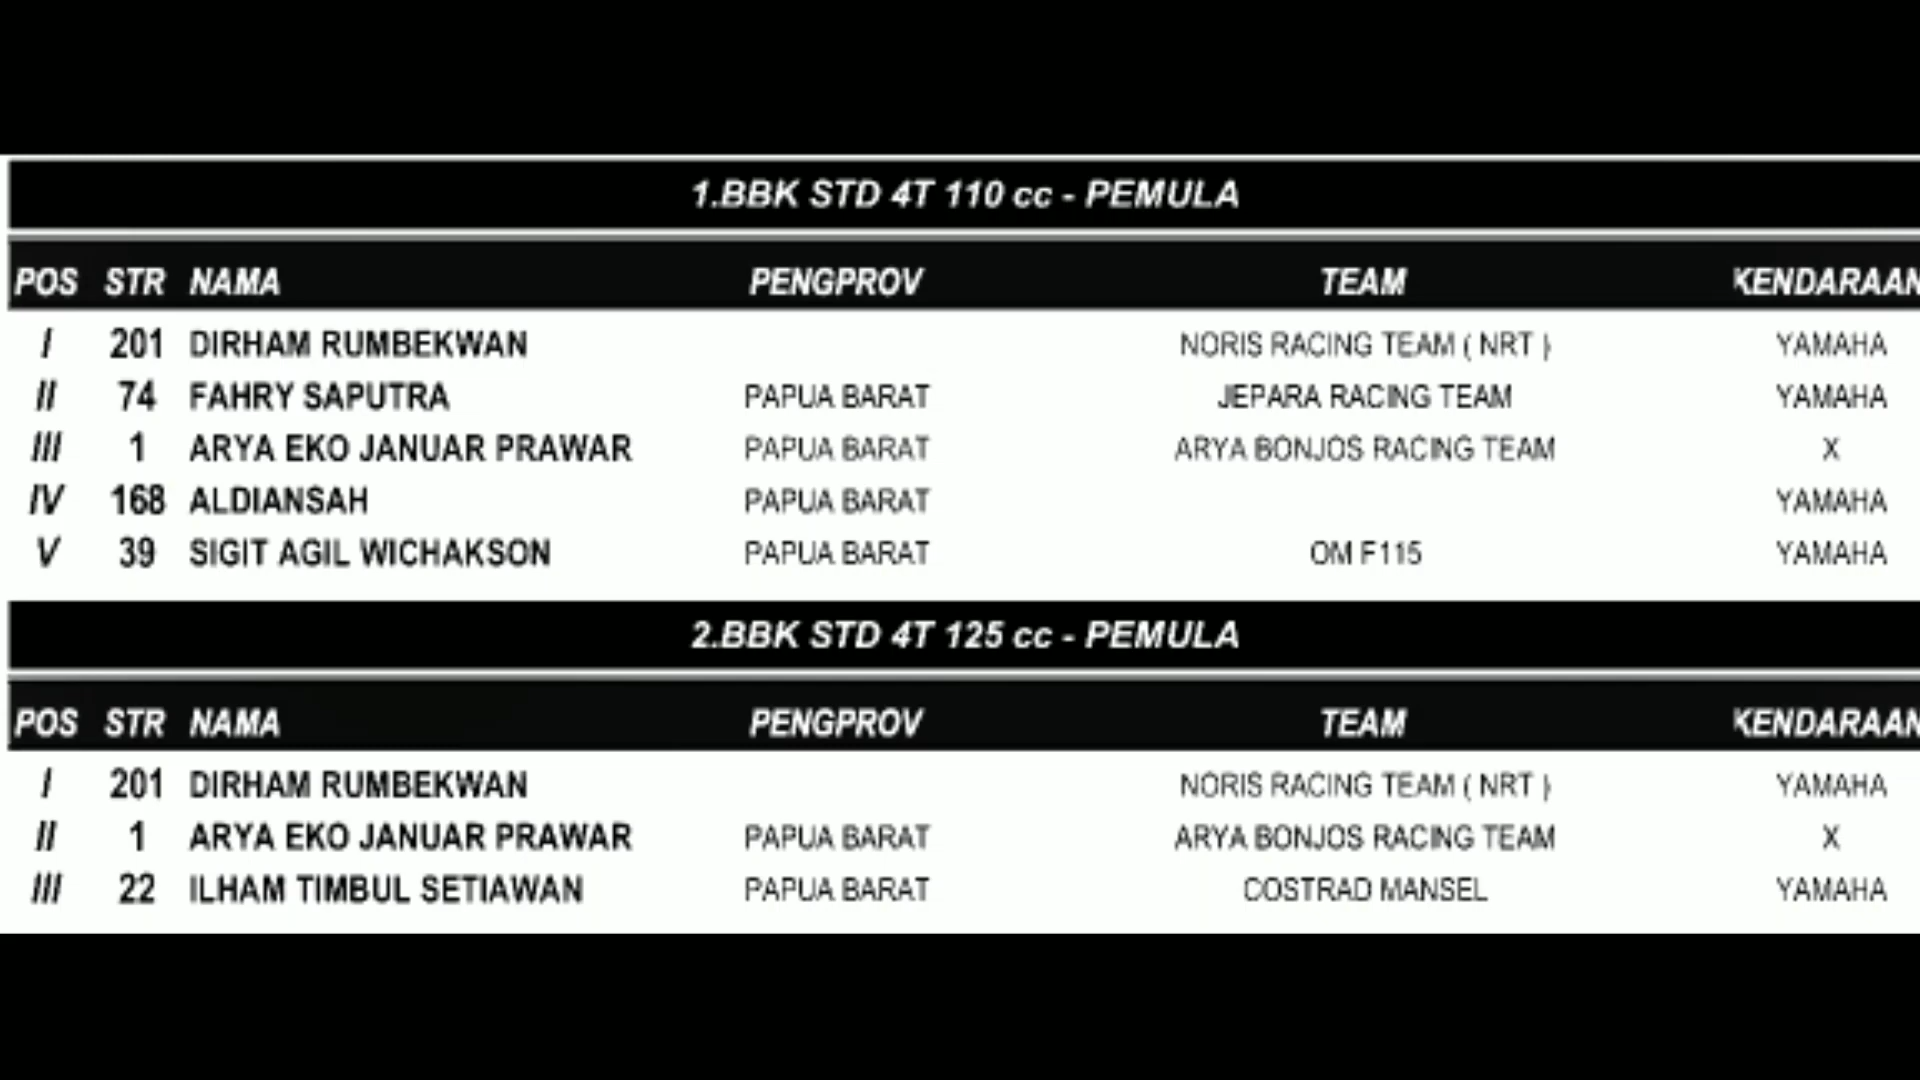 1.BBK STD 4T 110 cc - PEMULA
POS STR NAMA PENGPROV TEAM KENDARAAN
I 201 DIRHAM RUMBEKWAN NORIS RACING TEAM ( NRT ) YAMAHA
II 74 FAHRY SAPUTRA PAPUA BARAT JEPARA RACING TEAM YAMAHA
III 1 ARYA EKO JANUAR PRAWAR PAPUA BARAT ARYA BONJOS RACING TEAM X
IV 168 ALDIANSAH PAPUA BARAT YAMAHA
V 39 SIGIT AGIL WICHAKSON PAPUA BARAT OM F115 YAMAHA
2.BBK STD 4T 125 cc - PEMULA
POS STR NAMA PENGPROV TEAM KENDARAAN
I 201 DIRHAM RUMBEKWAN NORIS RACING TEAM ( NRT ) YAMAHA
II 1 ARYA EKO JANUAR PRAWAR PAPUA BARAT ARYA BONJOS RACING TEAM X
III 22 ILHAM TIMBUL SETIAWAN PAPUA BARAT COSTRAD MANSEL YAMAHA